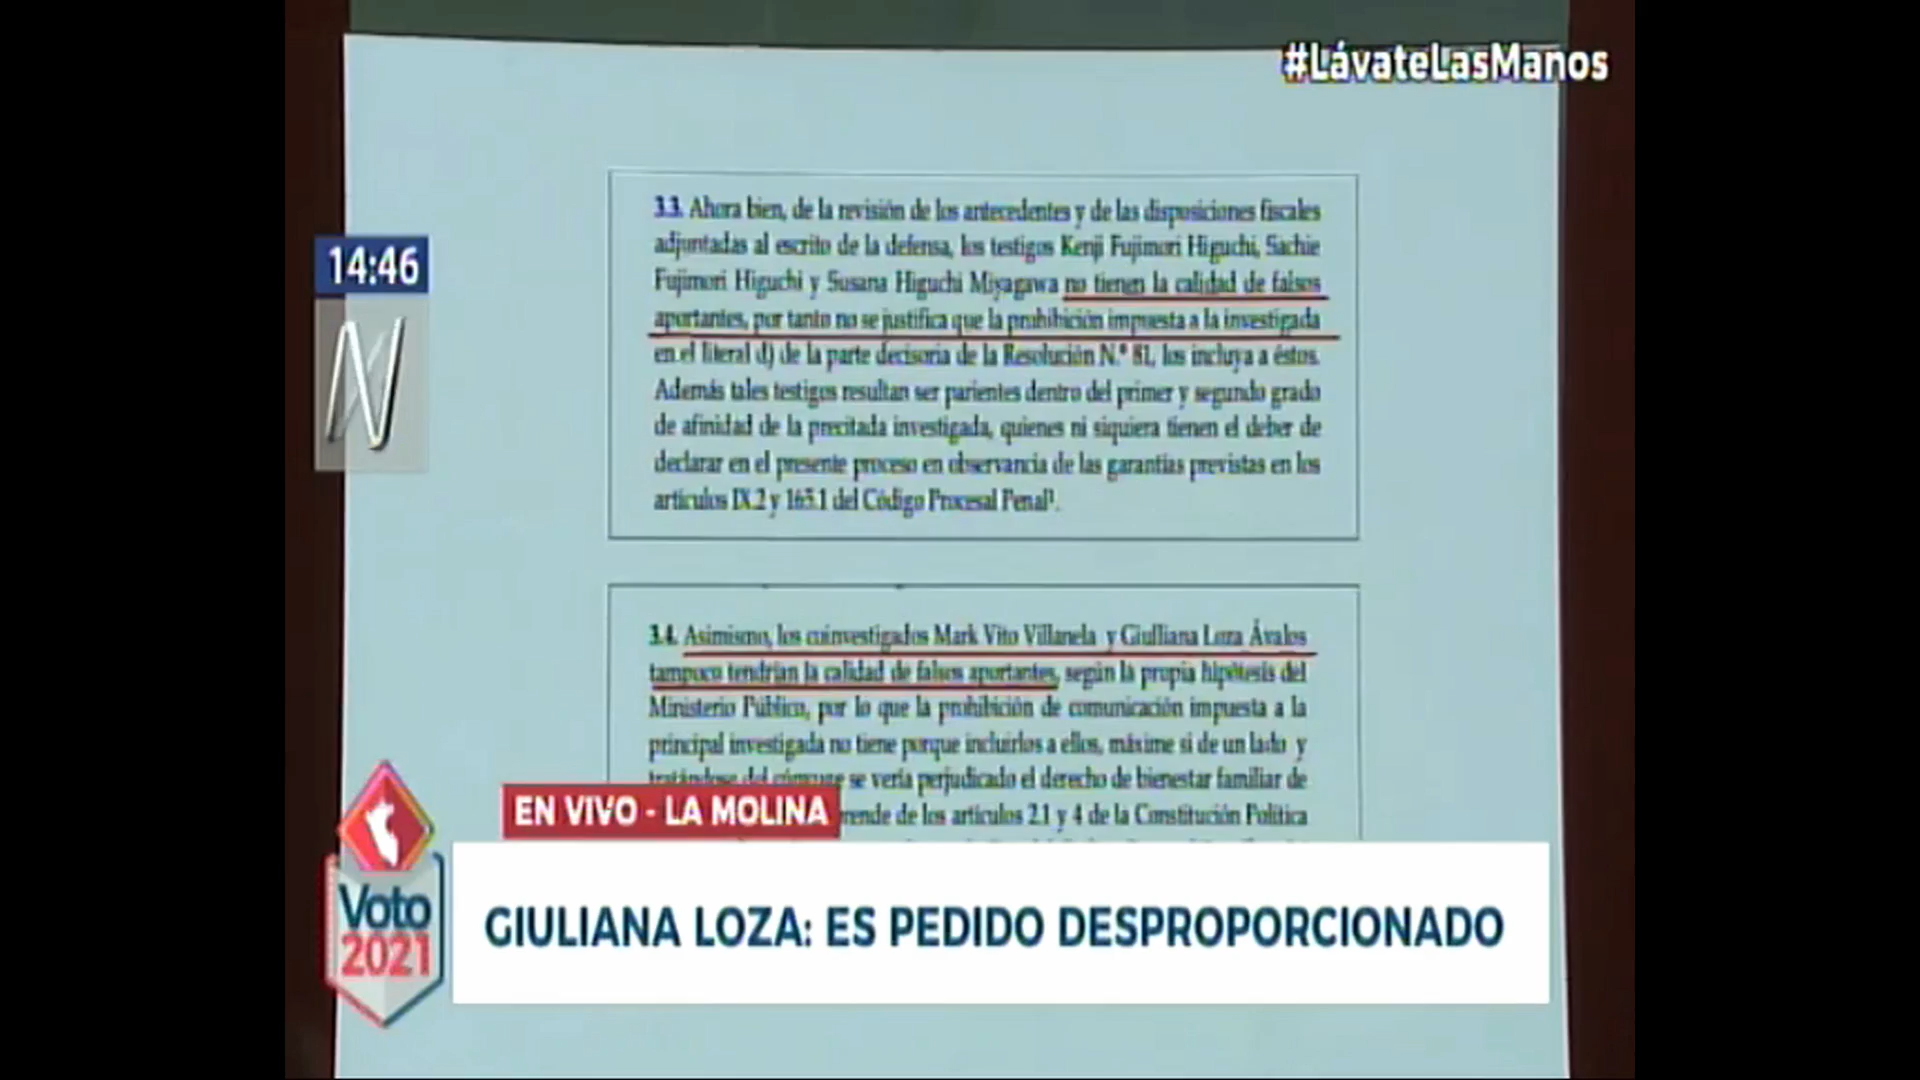 #LávateLasManos
3.3. Ahora bien, de la revisión de los antecedentes y de las disposiciones fiscales
adjuntadas al escrito de la defensa, los testigos Kenji Fujimori Higuchi, Sachie
Fujimori Higuchi y Susana Higuchi Miyagawa no tienen la calidad de falsos
aportantes, por tanto no se justifica que la prohibición impuesta a la investigada
en el literal d) de la parte decisoria de la Resolución N.° 81, los incluya a éstos.
Además tales testigos resultan ser parientes dentro del primer y segundo grado
de afinidad de la precitada investigada, quienes ni siquiera tienen el deber de
declarar en el presente proceso en observancia de las garantías previstas en los
artículos IX.2 y 165.1 del Código Procesal Penal¹.
14:46
N
3.4. Asimismo, los coinvestigados Mark Vito Villanela y Giulliana Loza Ávalos
tampoco tendrían la calidad de falsos aportantes, según la propia hipótesis del
Ministerio Público, por lo que la prohibición de comunicación impuesta a la
principal investigada no tiene porque incluirlos a ellos, máxime si de un lado y
tratándose del cónyuge se vería perjudicado el derecho de bienestar familiar de
rende de los artículos 2.1 y 4 de la Constitución Política
EN VIVO - LA MOLINA
GIULIANA LOZA: ES PEDIDO DESPROPORCIONADO
Voto
2021